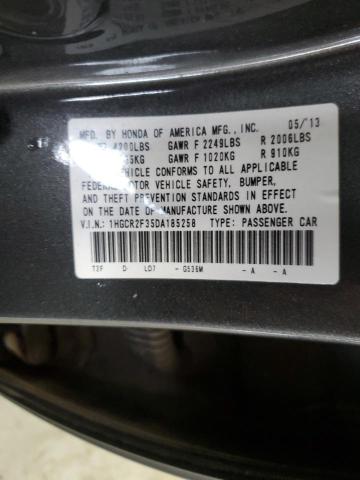 MFD. BY HONDA OF AMERICA MFG., INC. 05/13
4200LBS GAWR F 2249LBS R 2006LBS
GAWR F 1020KG R 910KG
VEHICLE CONFORMS TO ALL APPLICABLE
FEDERAL MOTOR VEHICLE SAFETY, BUMPER,
AND THEFT PREVENTION STANDARDS IN EFFECT
ON THE DATE OF MANUFACTURE SHOWN ABOVE.
V.I.N.:1HGCR2F35DA185258 TYPE: PASSENGER CAR
T2F D- LD7 - G536M -A -A